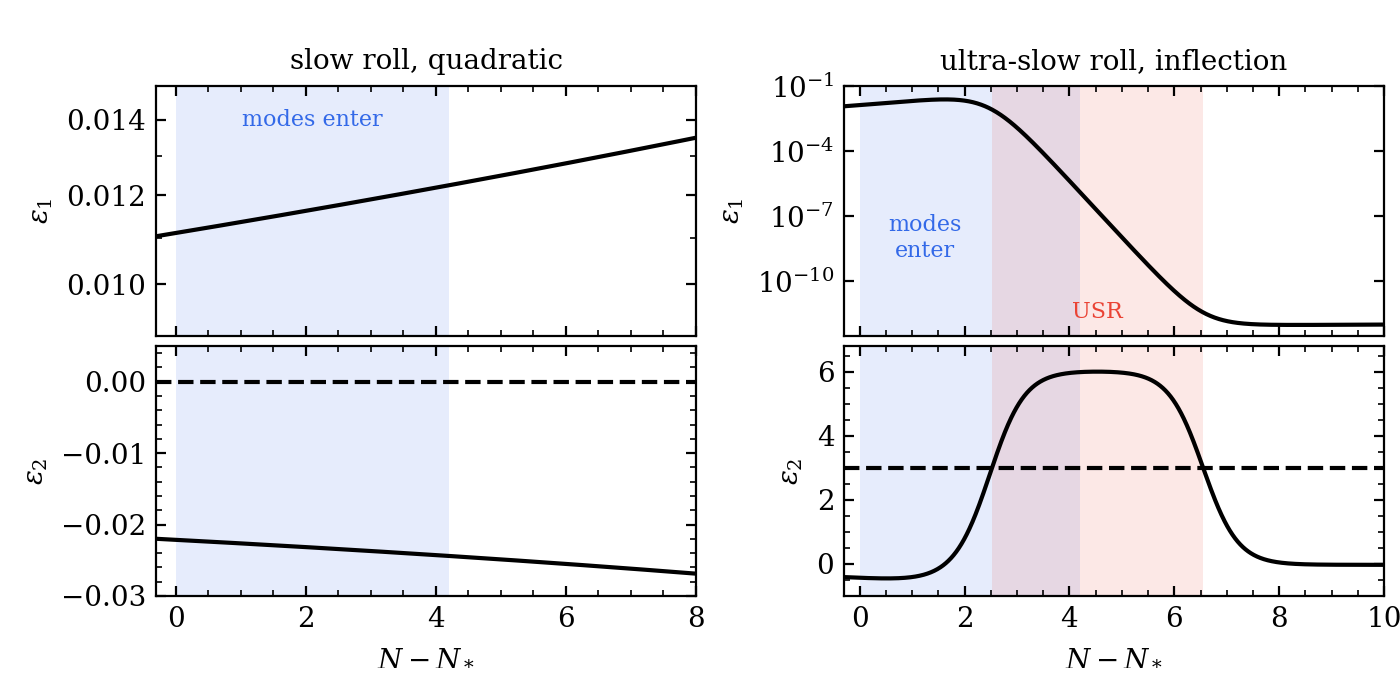 slow roll, quadratic
modes enter
0.014
0.012
0.010
ε₁
0.00
−0.01
−0.02
−0.03
ε₂
0 2 4 6 8
N − N∗
ultra-slow roll, inflection
10⁻¹
10⁻⁴
10⁻⁷
10⁻¹⁰
ε₁
modes
enter
USR
6
4
2
0
ε₂
0 2 4 6 8 10
N − N∗